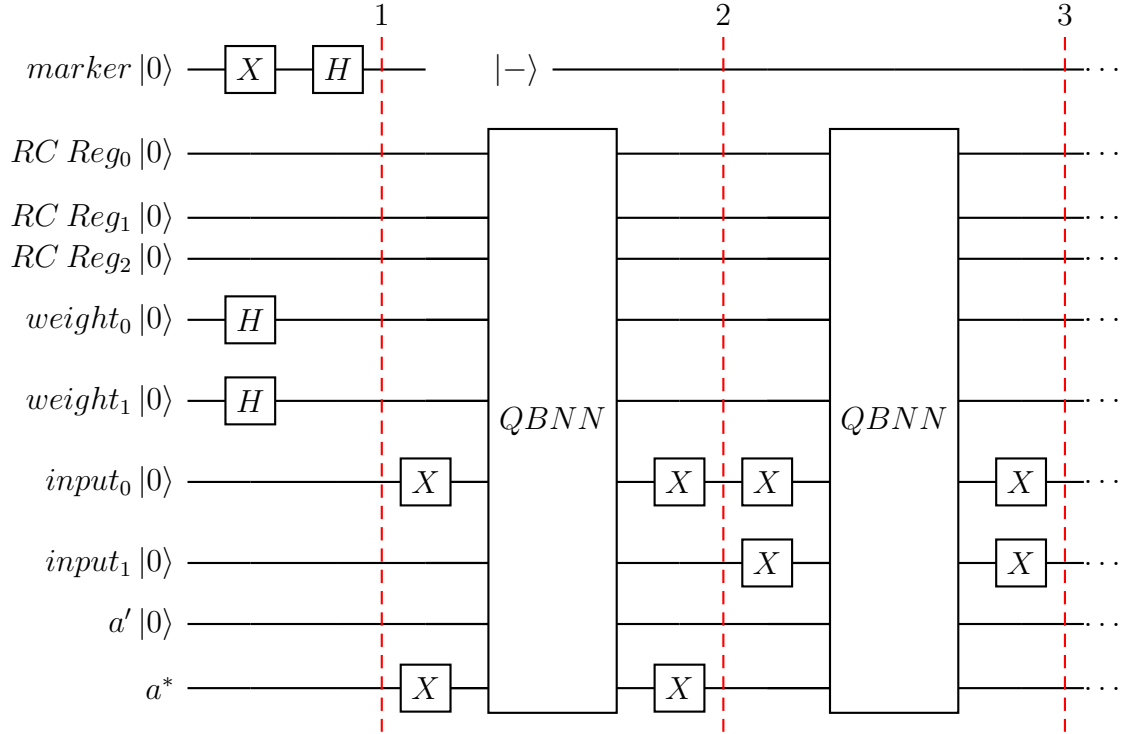 1 2 3
marker |0⟩ X H |−⟩ ···
RC Reg₀ |0⟩ ···
RC Reg₁ |0⟩ ···
RC Reg₂ |0⟩ ···
weight₀ |0⟩ H ···
weight₁ |0⟩ H ···
QBNN QBNN
input₀ |0⟩ X X X X ···
input₁ |0⟩ X X ···
a′ |0⟩ ···
a* X X ···